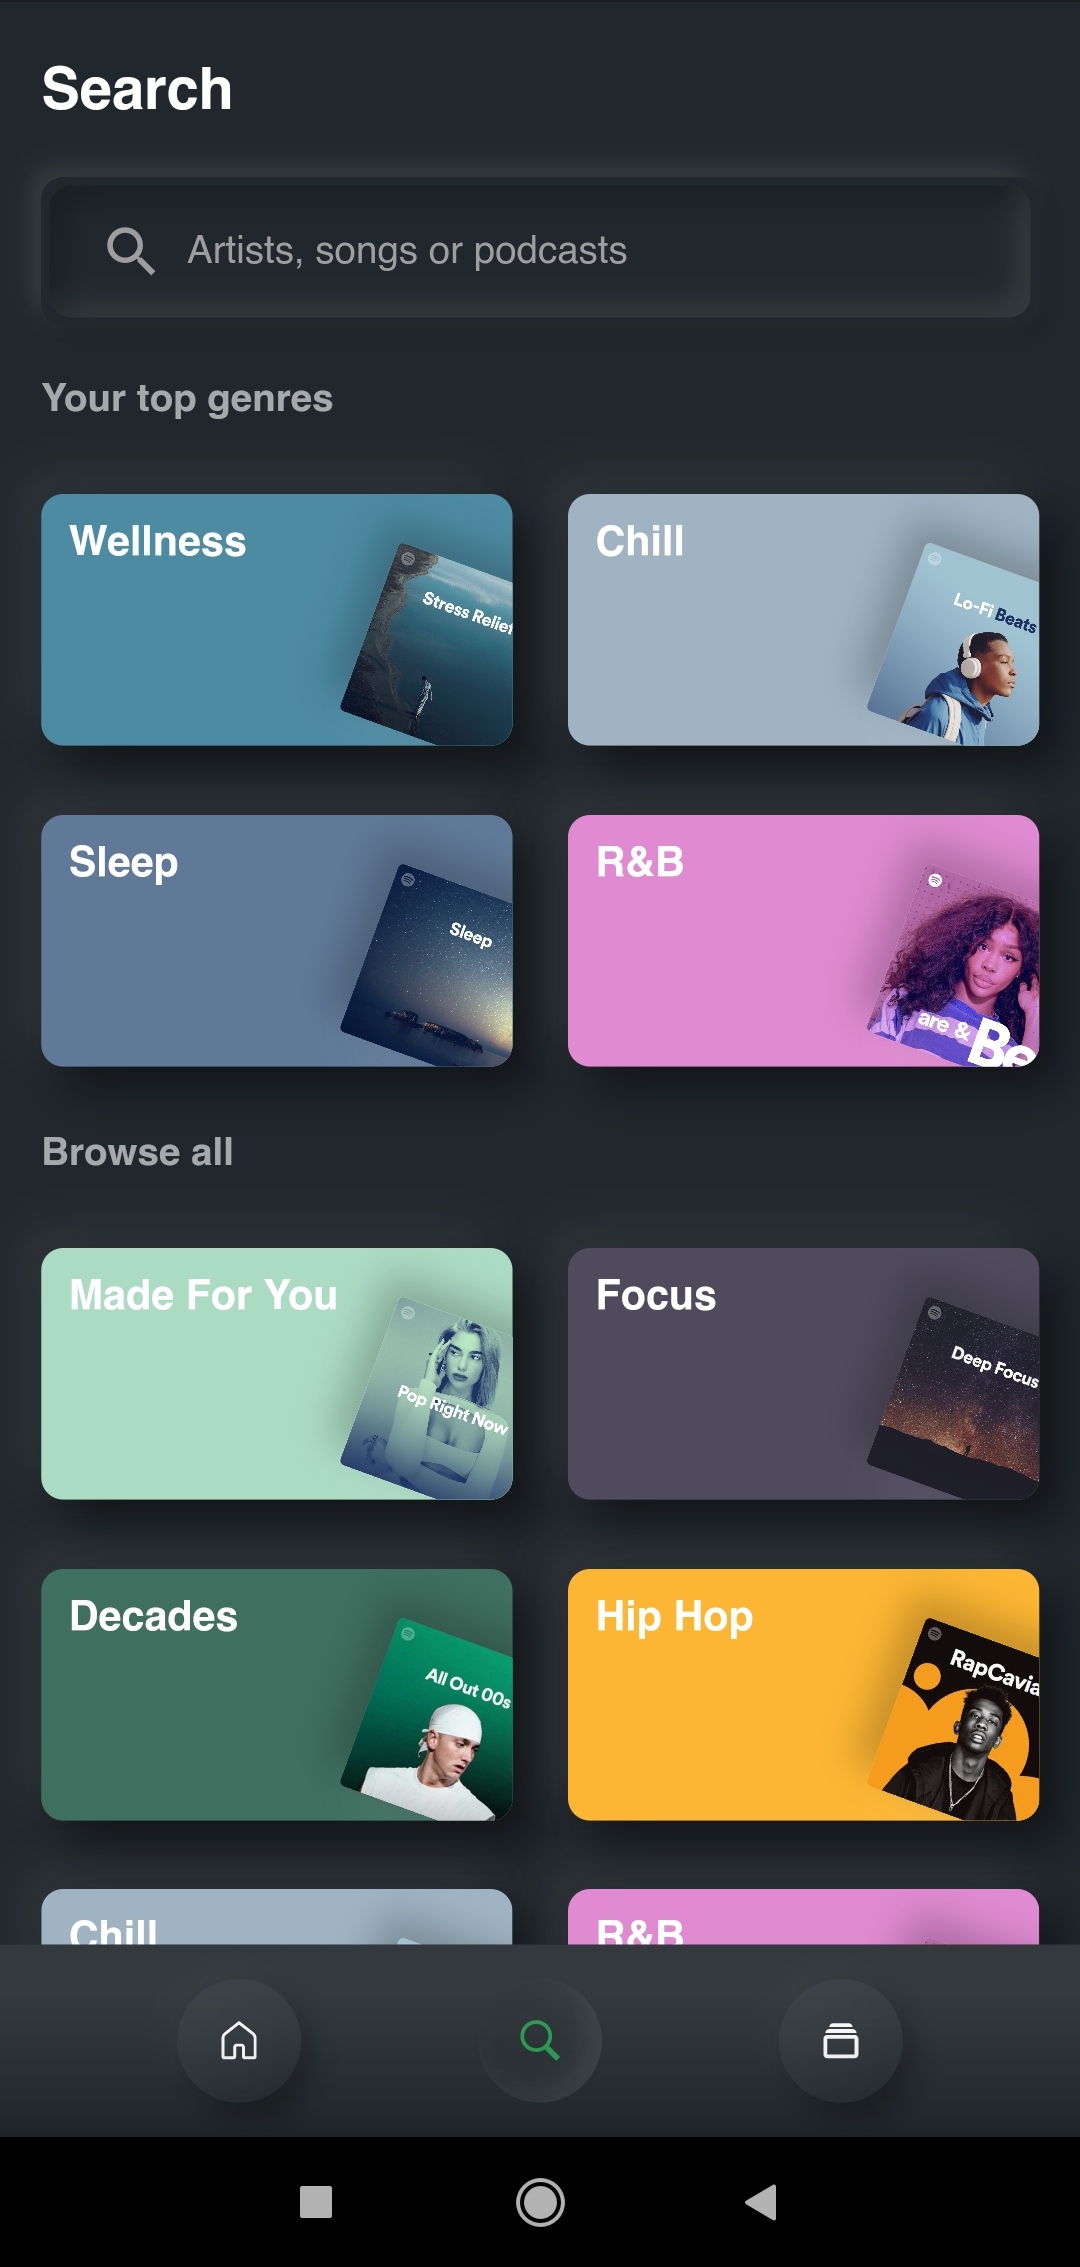 Search
Artists, songs or podcasts
Your top genres
Wellness
Stress Relief
Chill
Lo-Fi Beats
Sleep
Sleep
R&B
are & Be
Browse all
Made For You
Pop Right Now
Focus
Deep Focus
Decades
All Out 00s
Hip Hop
RapCavia
Chill
R&B